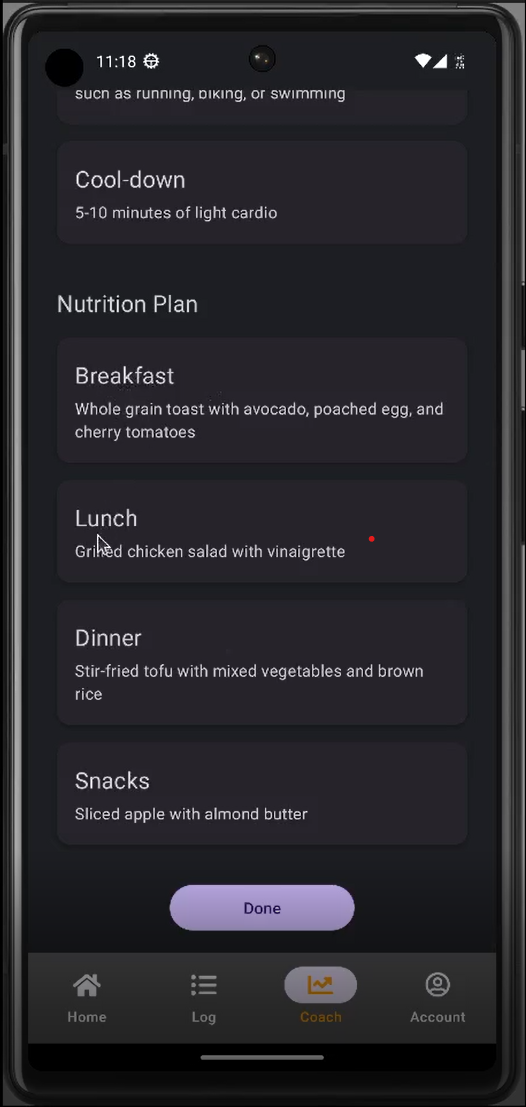 11:18
such as running, biking, or swimming
Cool-down
5-10 minutes of light cardio
Nutrition Plan
Breakfast
Whole grain toast with avocado, poached egg, and
cherry tomatoes
Lunch
Grilled chicken salad with vinaigrette
Dinner
Stir-fried tofu with mixed vegetables and brown
rice
Snacks
Sliced apple with almond butter
Done
Home
Log
Coach
Account